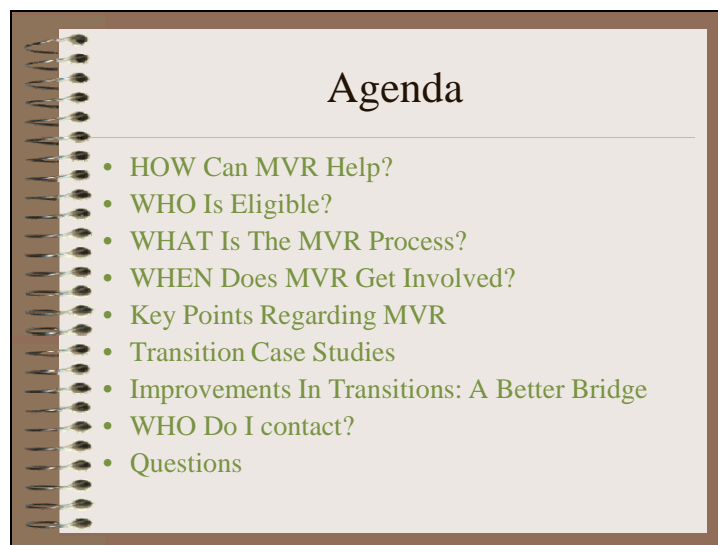 Agenda
• HOW Can MVR Help?
• WHO Is Eligible?
• WHAT Is The MVR Process?
• WHEN Does MVR Get Involved?
• Key Points Regarding MVR
• Transition Case Studies
• Improvements In Transitions: A Better Bridge
• WHO Do I contact?
• Questions